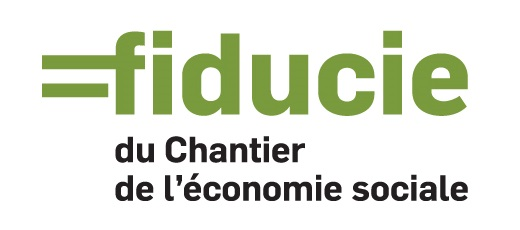 fiducie
du Chantier
de l'économie sociale